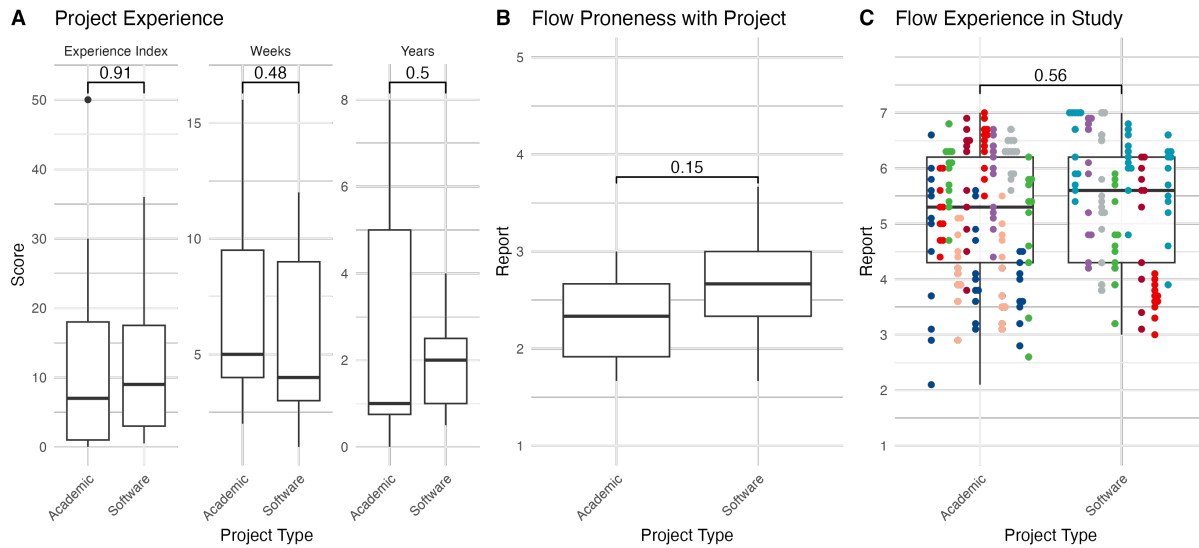 A Project Experience
Experience Index
Weeks
Years
0.91
0.48
0.5
Score
50
40
30
20
10
0
15
10
5
8
6
4
2
0
Academic
Software
Academic
Software
Academic
Software
Project Type
B Flow Proneness with Project
0.15
Report
5
4
3
2
1
Academic
Software
Project Type
C Flow Experience in Study
0.56
Report
7
6
5
4
3
2
1
Academic
Software
Project Type